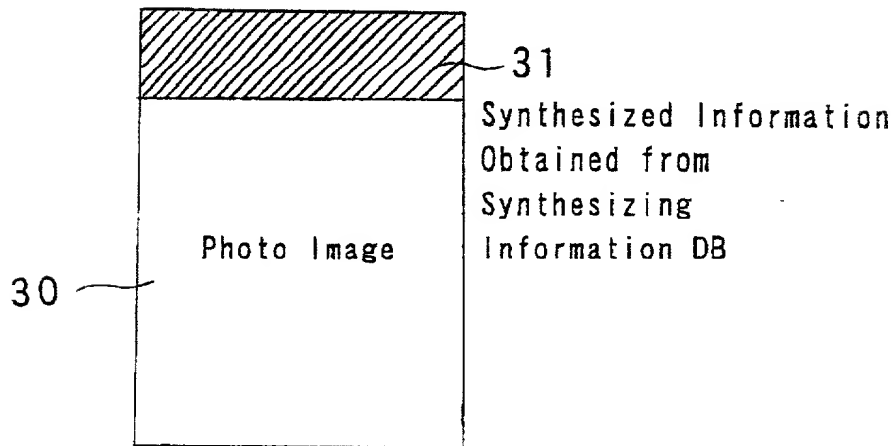 31
Synthesized Information
Obtained from
Synthesizing
Information DB
Photo Image
30